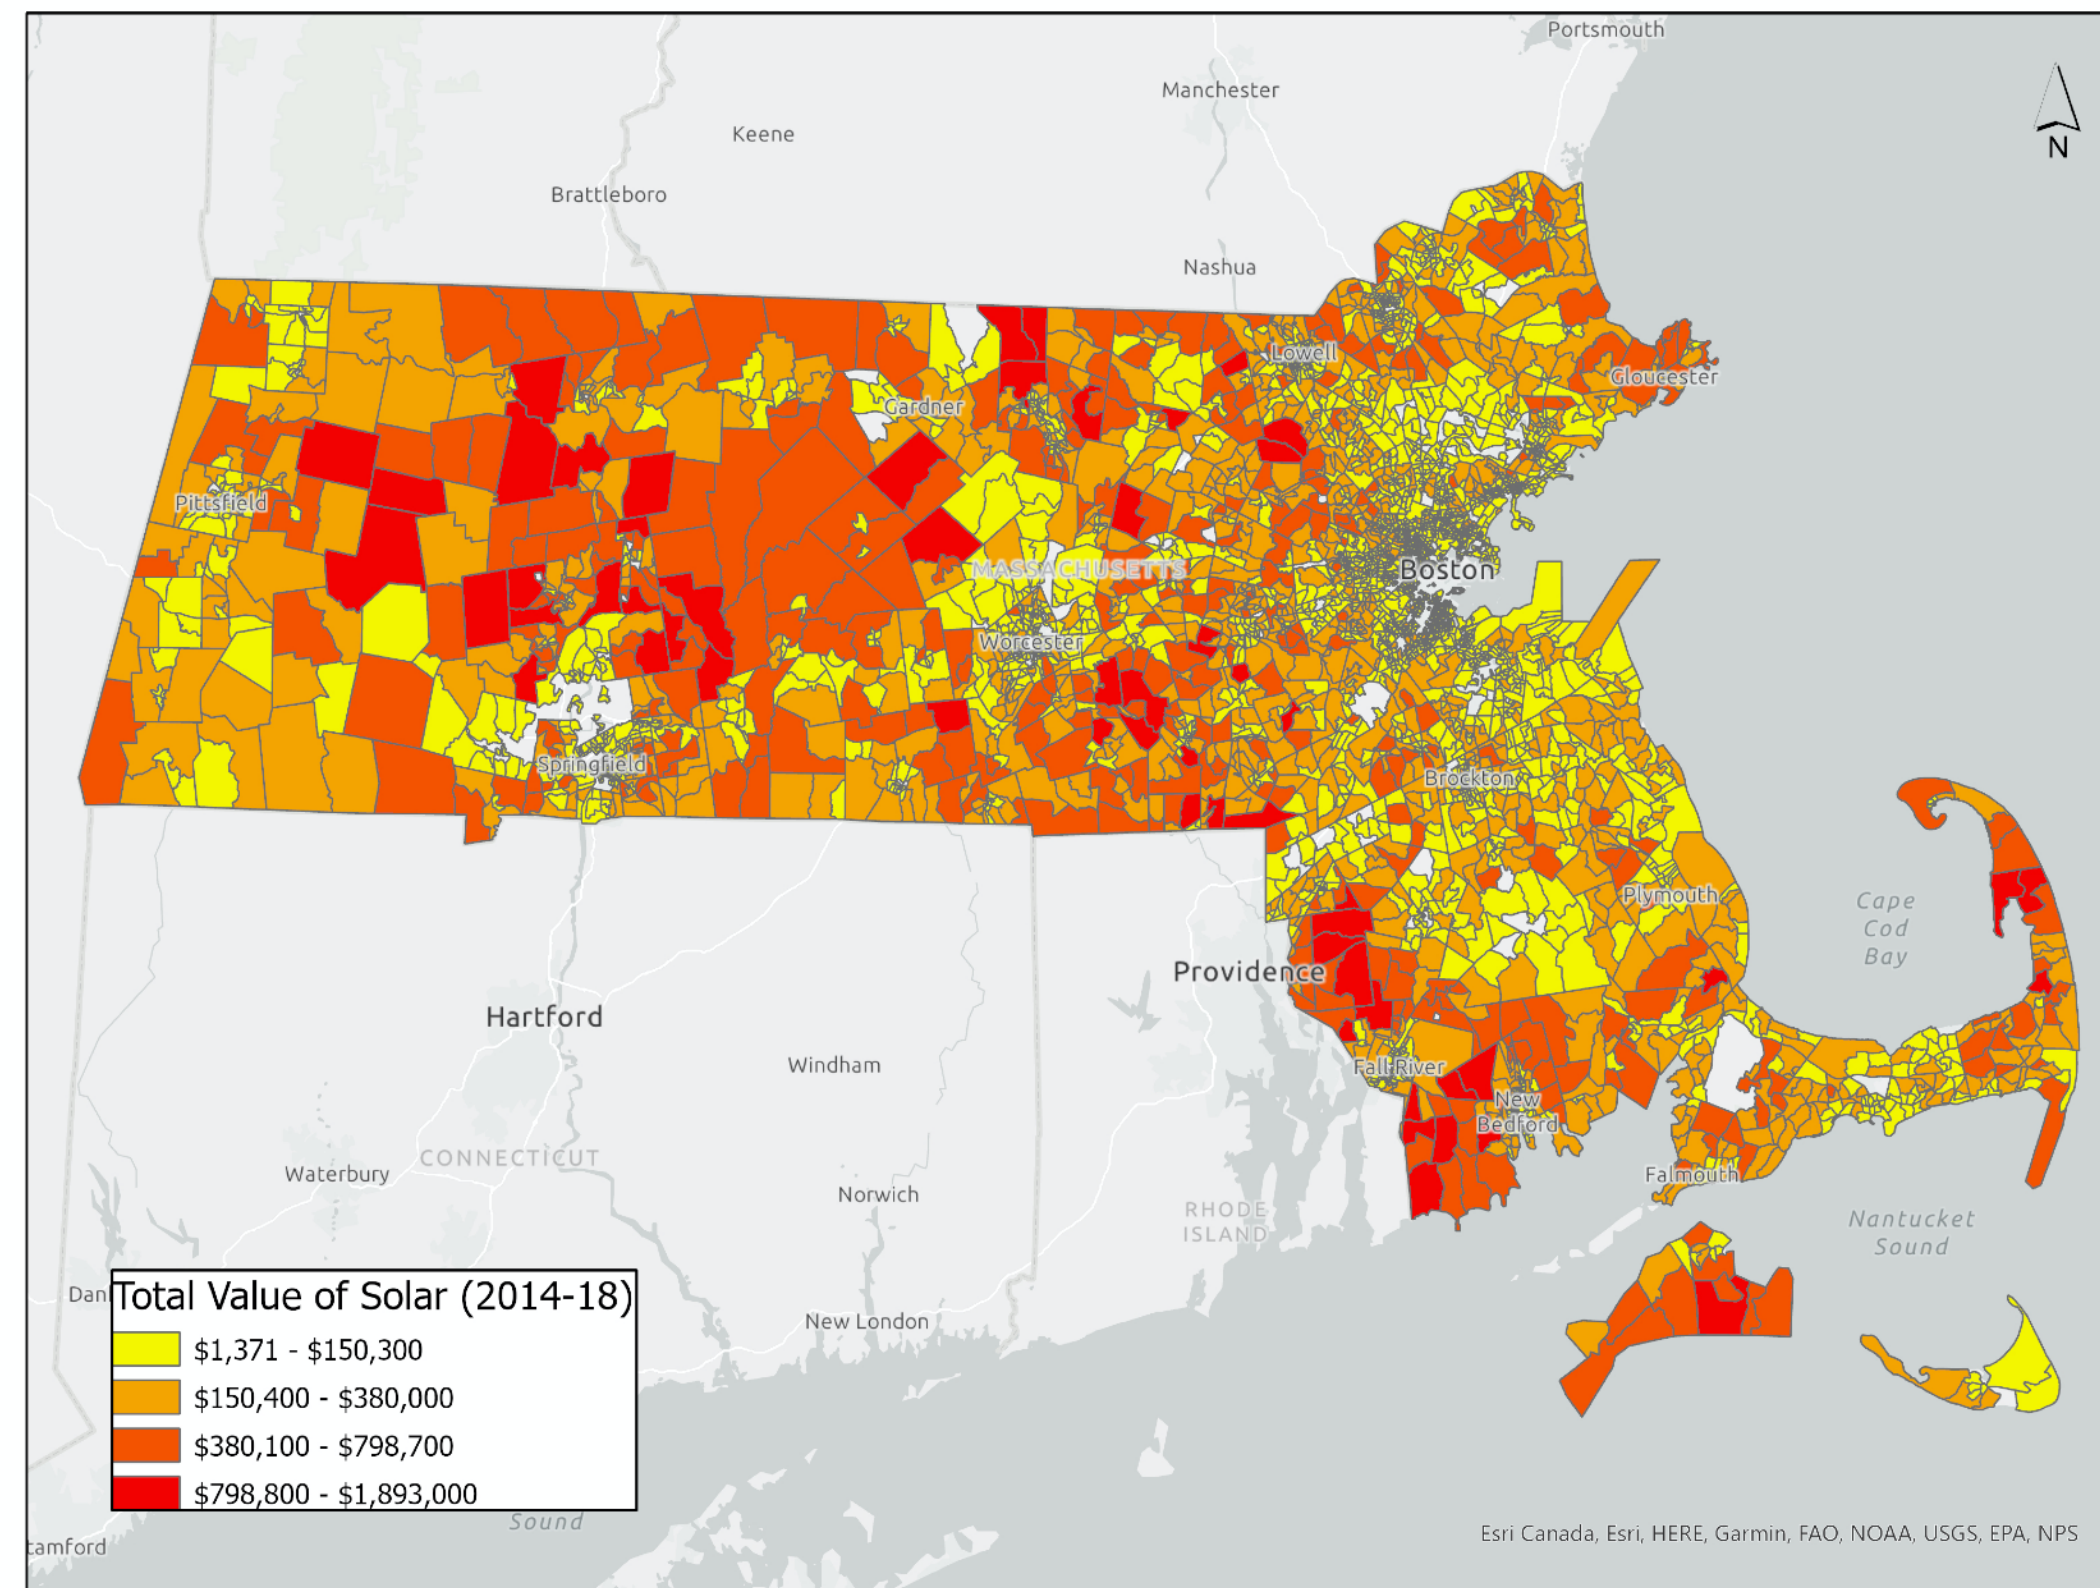 Portsmouth
Manchester
Keene
Brattleboro
N
Nashua
Lowell
Gloucester
Gardner
Pittsfield
MASSACHUSETTS
Boston
Worcester
Springfield
Brockton
Plymouth
Cape
Cod
Bay
Providence
Hartford
Windham
Fall River
New
Bedford
CONNECTICUT
Waterbury
Norwich
Falmouth
RHODE
ISLAND
Nantucket
Sound
Dan
Total Value of Solar (2014-18)
New London
$1,371 - $150,300
$150,400 - $380,000
$380,100 - $798,700
$798,800 - $1,893,000
Sound
Esri Canada, Esri, HERE, Garmin, FAO, NOAA, USGS, EPA, NPS
tamford